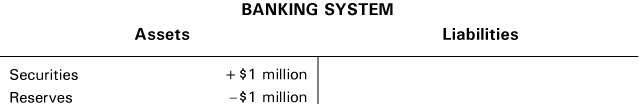 BANKING SYSTEM
Assets Liabilities
Securities +$1 million
Reserves –$1 million